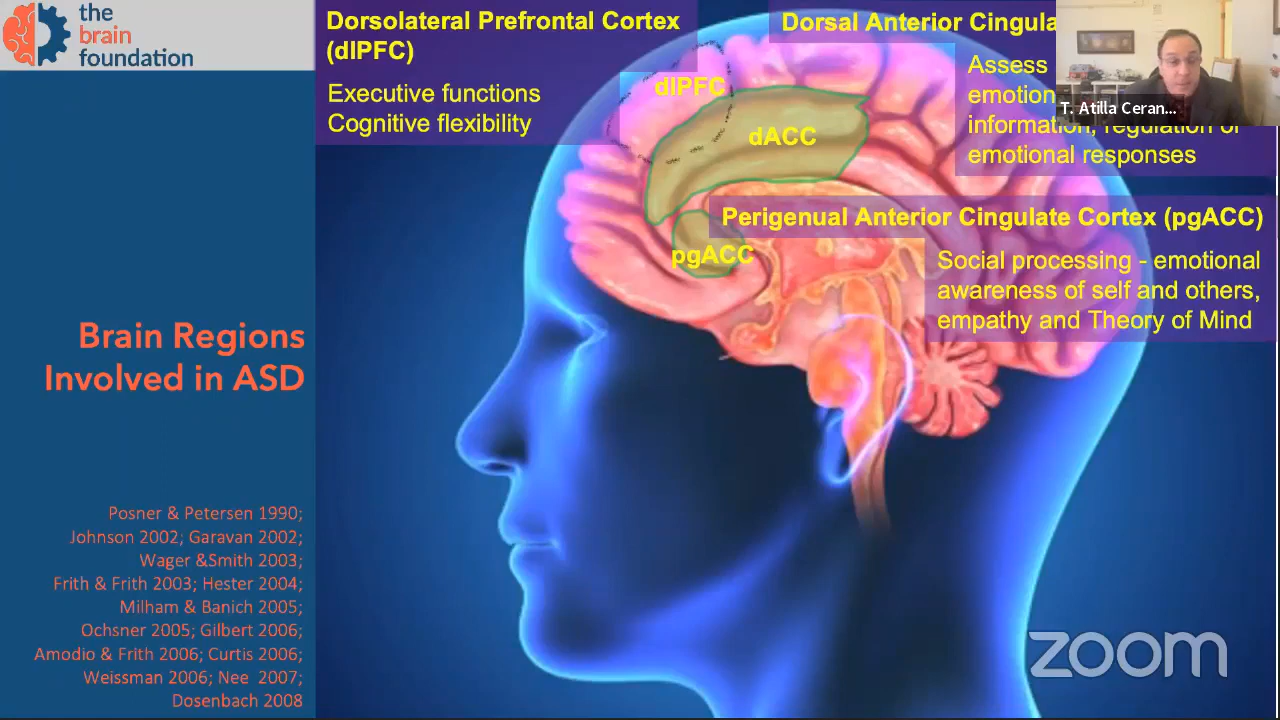 the
brain
foundation
Brain Regions
Involved in ASD
Posner & Petersen 1990;
Johnson 2002; Garavan 2002;
Wager &Smith 2003;
Frith & Frith 2003; Hester 2004;
Milham & Banich 2005;
Ochsner 2005; Gilbert 2006;
Amodio & Frith 2006; Curtis 2006;
Weissman 2006; Nee 2007;
Dosenbach 2008
Dorsolateral Prefrontal Cortex
(dlPFC)
Executive functions
Cognitive flexibility
dlPFC
dACC
pgACC
Dorsal Anterior Cingula
Assess
emotion
information, regulation of
emotional responses
T. Atilla Ceran...
Perigenual Anterior Cingulate Cortex (pgACC)
Social processing - emotional
awareness of self and others,
empathy and Theory of Mind
zoom